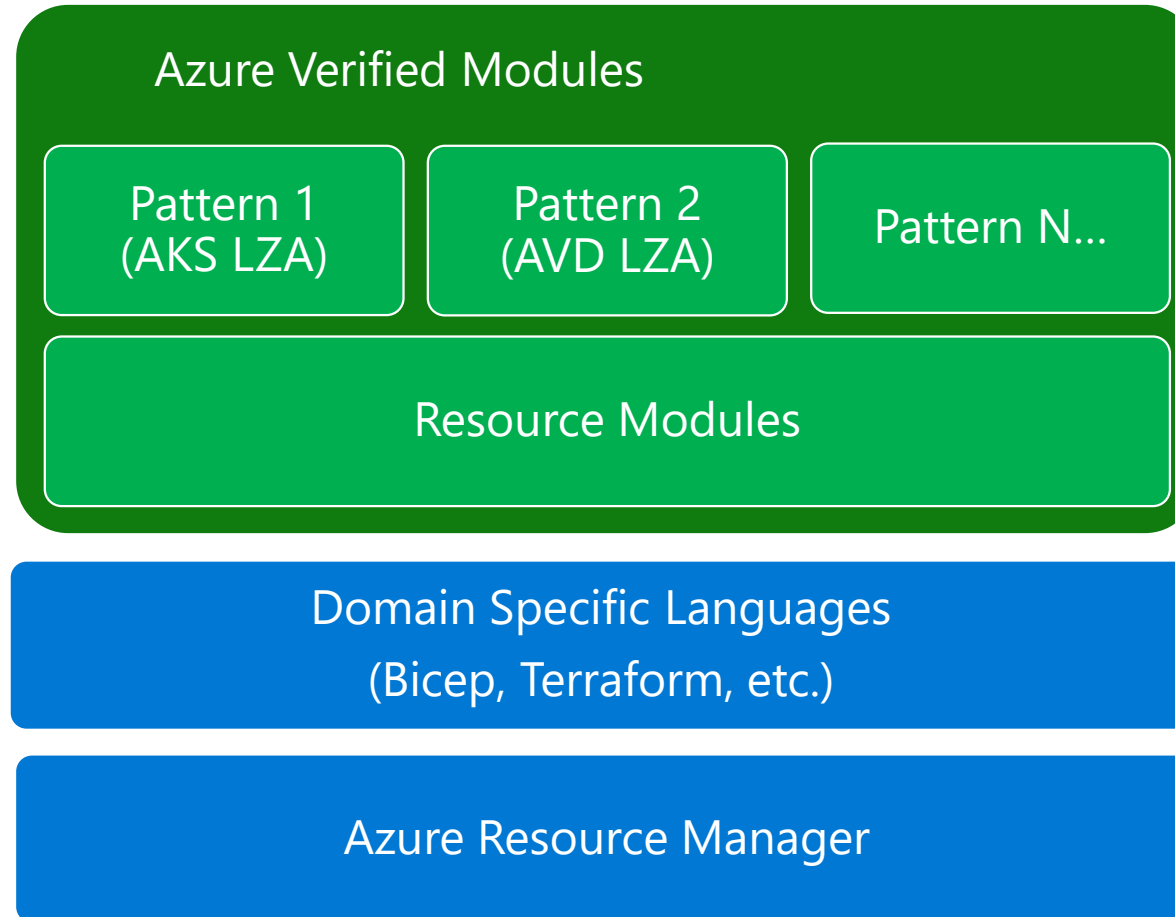 Azure Verified Modules
Pattern 1
(AKS LZA)
Pattern 2
(AVD LZA)
Pattern N...
Resource Modules
Domain Specific Languages
(Bicep, Terraform, etc.)
Azure Resource Manager